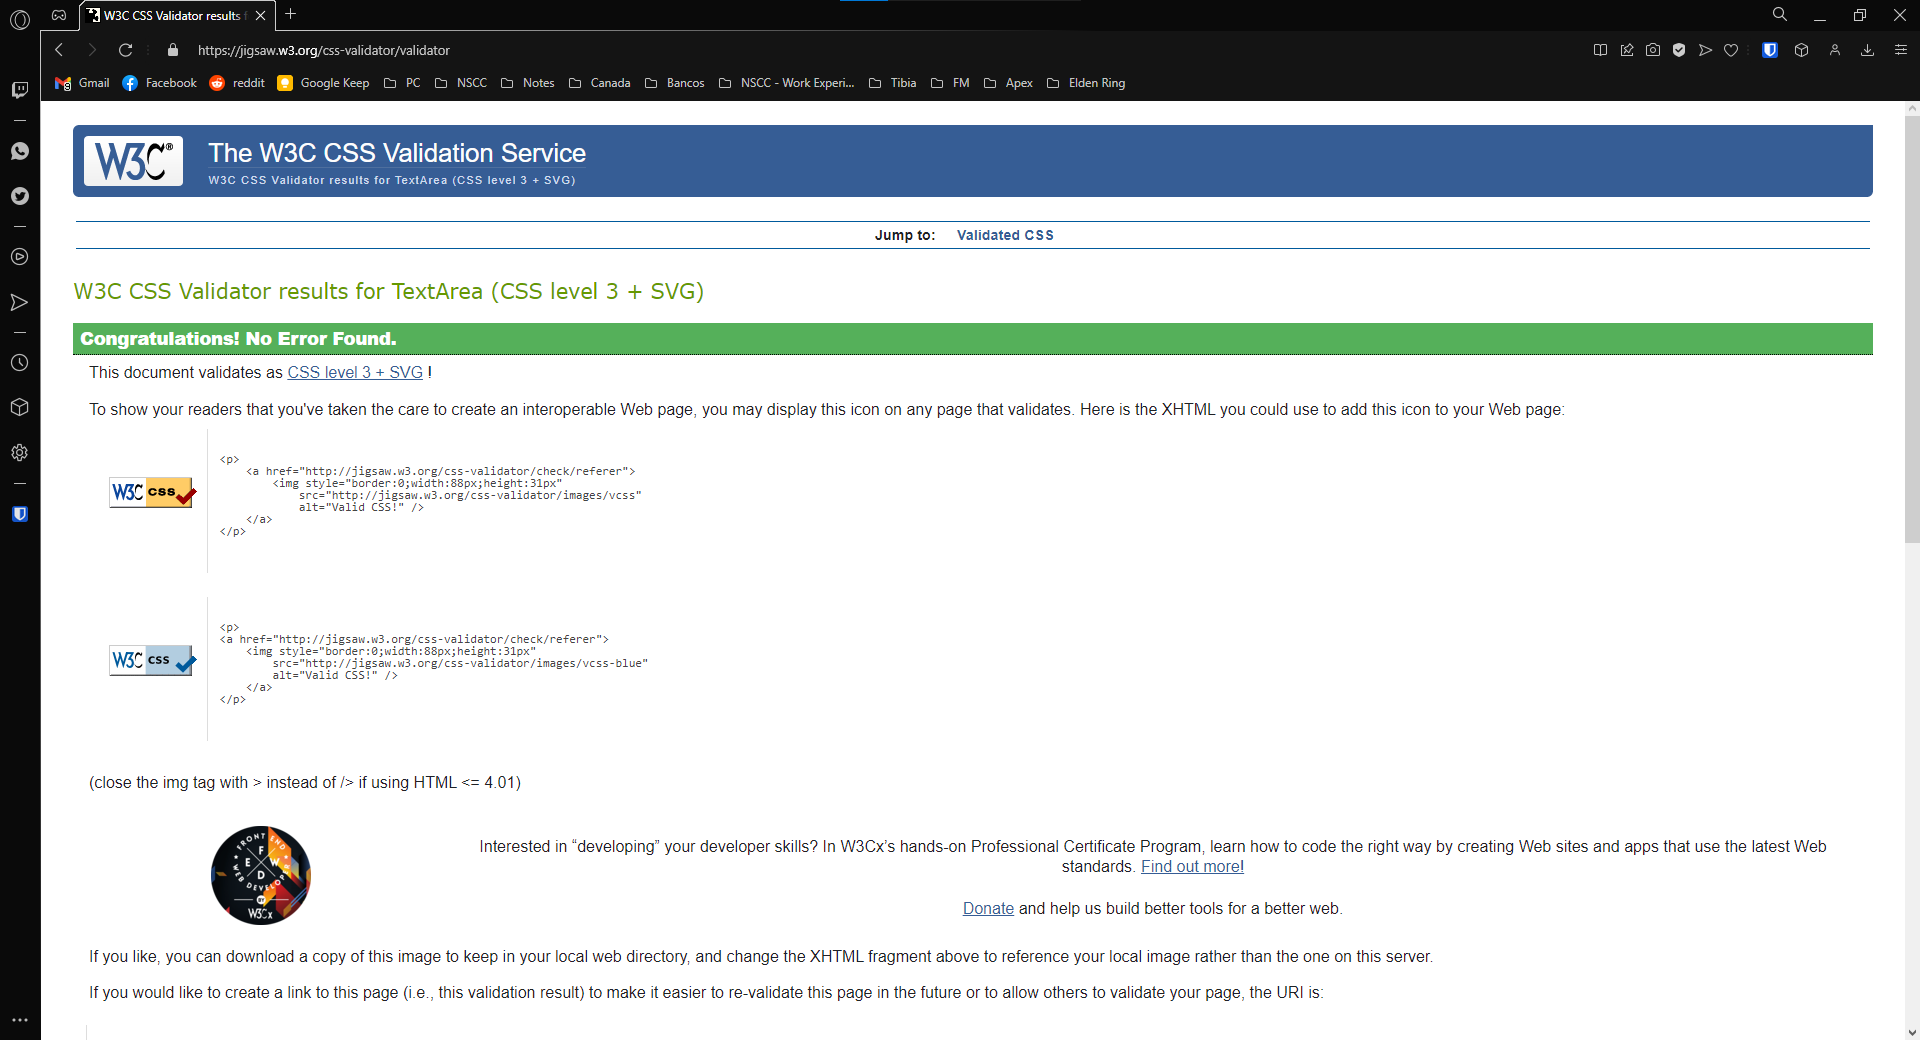 W3C CSS Validator results f
https://jigsaw.w3.org/css-validator/validator
Gmail Facebook reddit Google Keep PC NSCC Notes Canada Bancos NSCC - Work Experi... Tibia FM Apex Elden Ring
W3C® The W3C CSS Validation Service
W3C CSS Validator results for TextArea (CSS level 3 + SVG)
Jump to: Validated CSS
W3C CSS Validator results for TextArea (CSS level 3 + SVG)
Congratulations! No Error Found.
This document validates as CSS level 3 + SVG !
To show your readers that you've taken the care to create an interoperable Web page, you may display this icon on any page that validates. Here is the XHTML you could use to add this icon to your Web page:
W3C css
<p>
<a href="http://jigsaw.w3.org/css-validator/check/referer">
<img style="border:0;width:88px;height:31px"
src="http://jigsaw.w3.org/css-validator/images/vcss"
alt="Valid CSS!" />
</a>
</p>
W3C css
<p>
<a href="http://jigsaw.w3.org/css-validator/check/referer">
<img style="border:0;width:88px;height:31px"
src="http://jigsaw.w3.org/css-validator/images/vcss-blue"
alt="Valid CSS!" />
</a>
</p>
(close the img tag with > instead of /> if using HTML <= 4.01)
FRONT END
F
E W
D
WEB DEVELOPER
BY
W3Cx
Interested in “developing” your developer skills? In W3Cx’s hands-on Professional Certificate Program, learn how to code the right way by creating Web sites and apps that use the latest Web
standards. Find out more!
Donate and help us build better tools for a better web.
If you like, you can download a copy of this image to keep in your local web directory, and change the XHTML fragment above to reference your local image rather than the one on this server.
If you would like to create a link to this page (i.e., this validation result) to make it easier to re-validate this page in the future or to allow others to validate your page, the URI is: